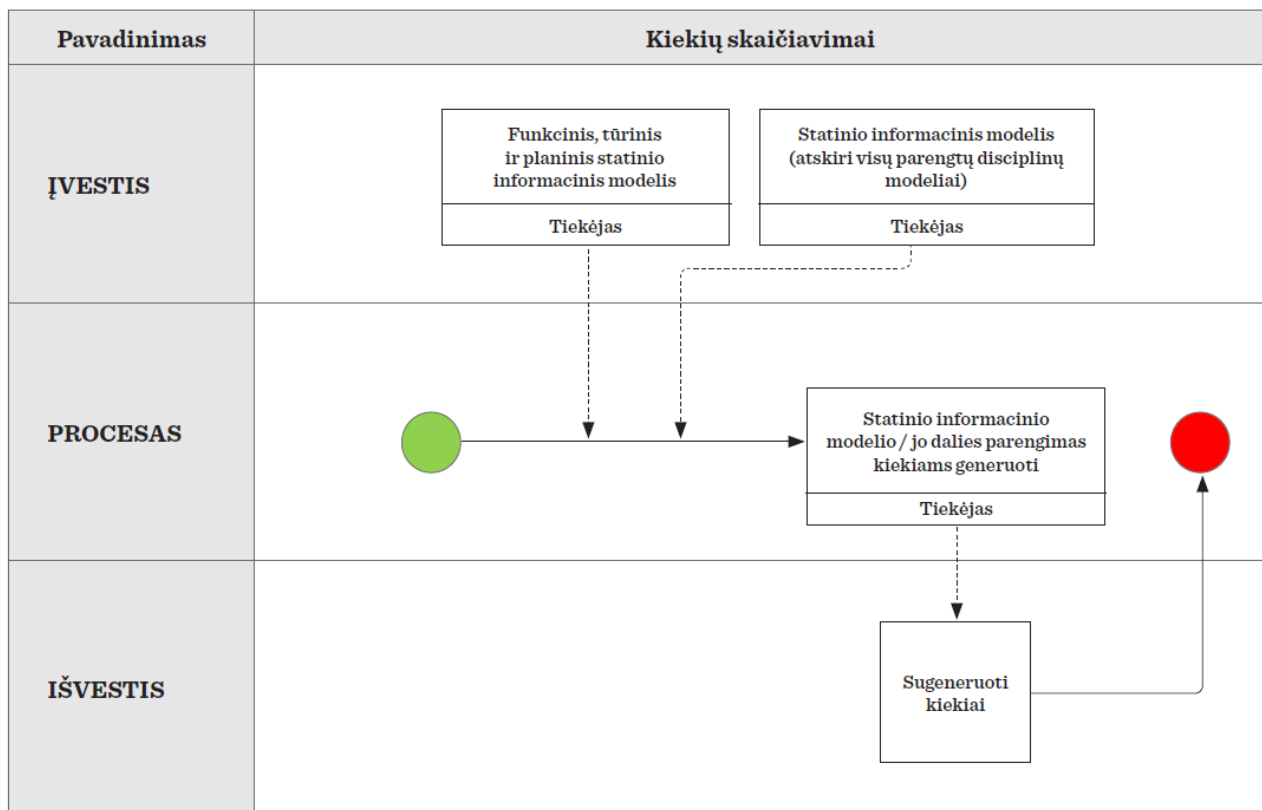 Pavadinimas
Kiekių skaičiavimai
ĮVESTIS
Funkcinis, tūrinis
ir planinis statinio
informacinis modelis
Tiekėjas
Statinio informacinis modelis
(atskiri visų parengtų disciplinų
modeliai)
Tiekėjas
PROCESAS
Statinio informacinio
modelio / jo dalies parengimas
kiekiams generuoti
Tiekėjas
IŠVESTIS
Sugeneruoti
kiekiai